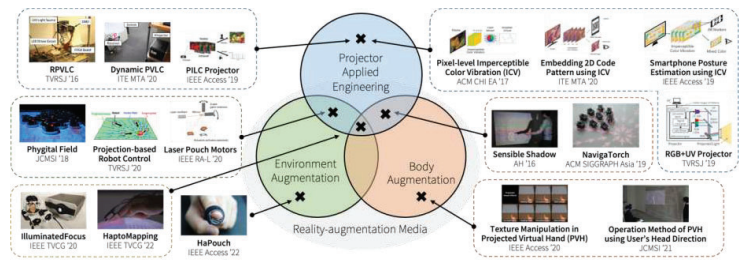 RPVLC
TVRSJ '16
Dynamic PVLC
ITE MTA '20
PILC Projector
IEEE Access '19
Projector
Applied
Engineering
Pixel-level Imperceptible
Color Vibration (ICV)
ACM CHI EA '17
Embedding 2D Code
Pattern using ICV
ITE MTA '20
Smartphone Posture
Estimation using ICV
IEEE Access '19
Phygital Field
JCMSI '18
Projection-based
Robot Control
TVRSJ '20
Laser Pouch Motors
IEEE RA-L '20
Environment
Augmentation
Body
Augmentation
Reality-augmentation Media
Sensible Shadow
AH '16
NavigaTorch
ACM SIGGRAPH Asia '19
RGB+UV Projector
TVRSJ '19
IlluminatedFocus
IEEE TVCG '20
HaptoMapping
IEEE TVCG '22
HaPouch
IEEE Access '22
Texture Manipulation in
Projected Virtual Hand (PVH)
IEEE Access '20
Operation Method of PVH
using User's Head Direction
JCMSI '21